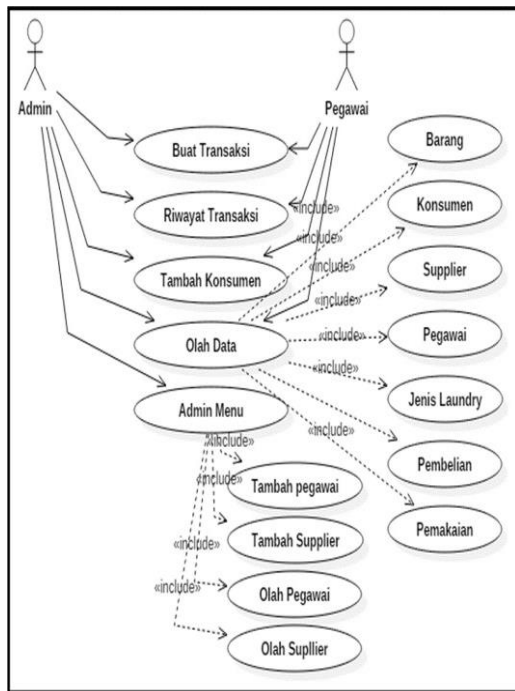 Admin
Pegawai
Buat Transaksi
Riwayat Transaksi
Tambah Konsumen
Olah Data
Admin Menu
Barang
Konsumen
Supplier
Pegawai
Jenis Laundry
Pembelian
Pemakaian
«include»
«include»
«include»
«include»
«include»
«include»
«include»
«include»
«include»
«include»
Tambah pegawai
Tambah Supplier
Olah Pegawai
Olah Supllier